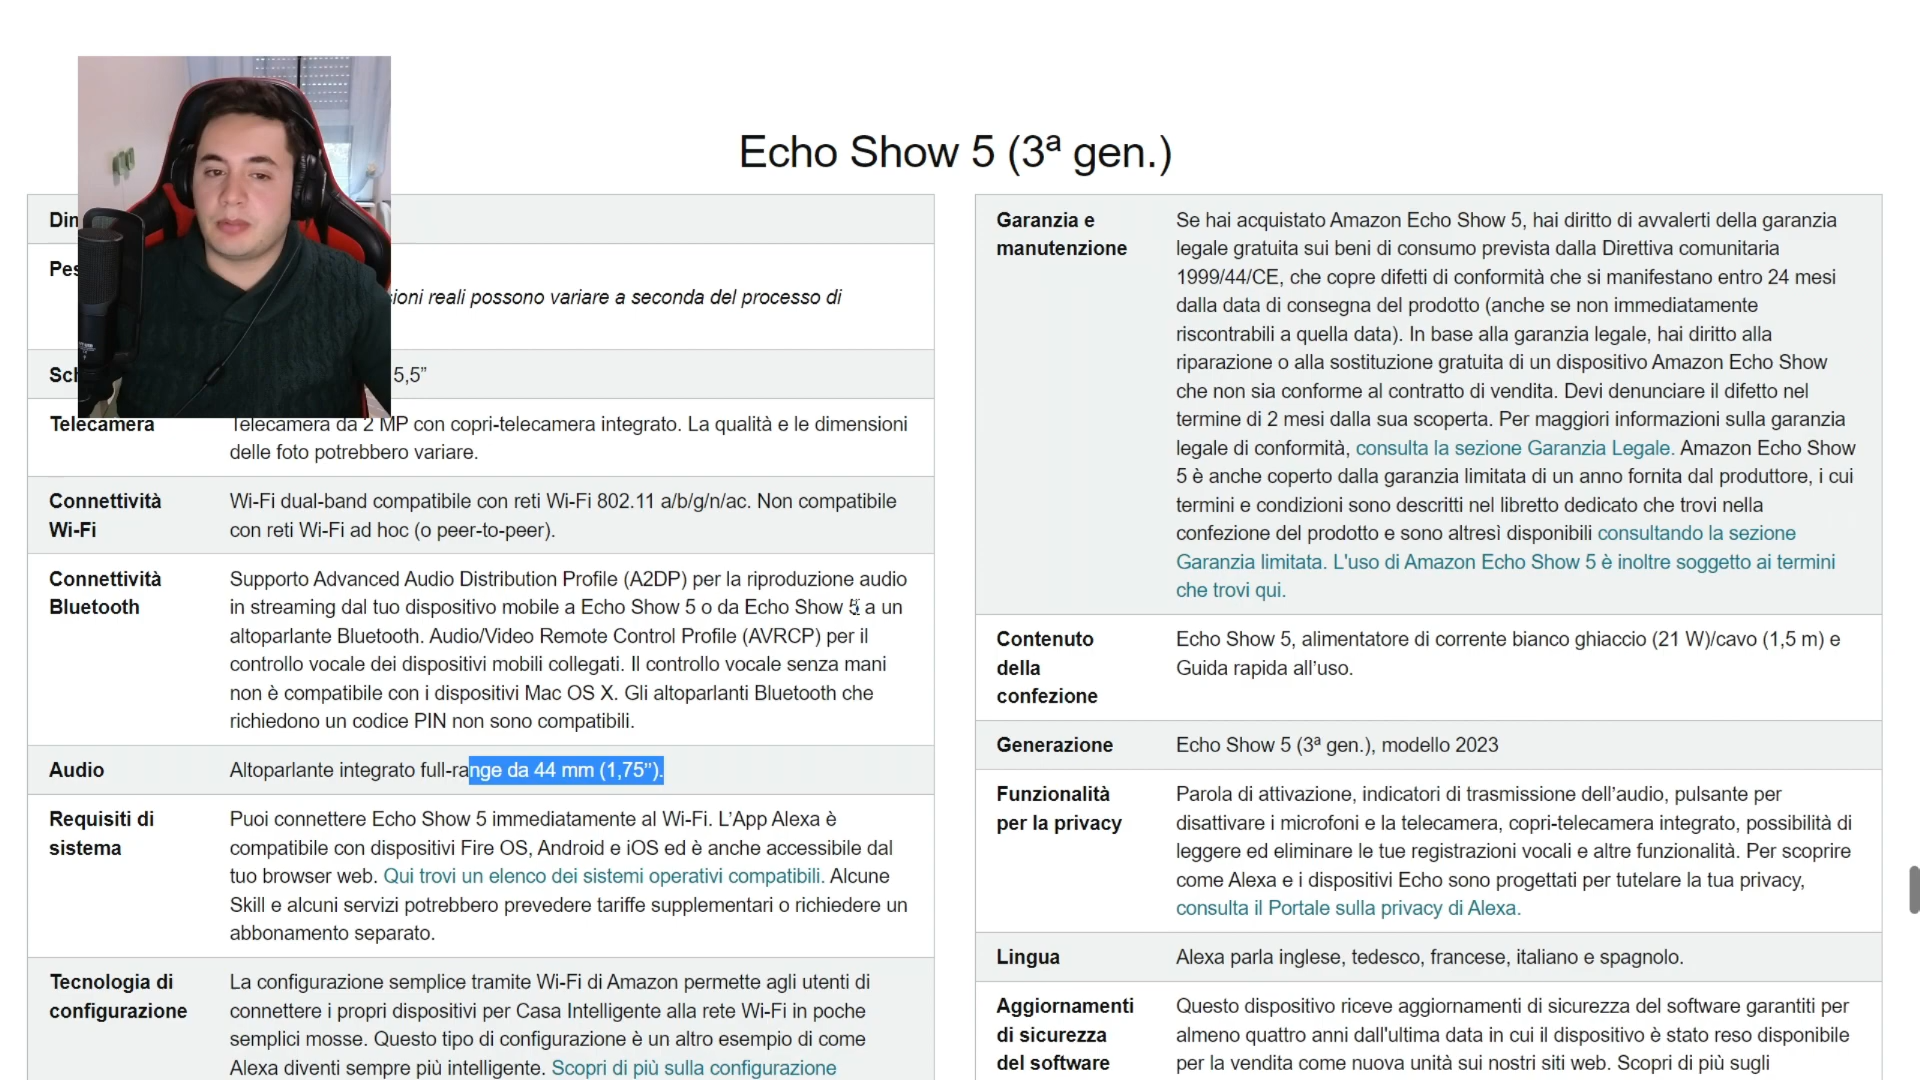 Echo Show 5 (3ª gen.)
ioni reali possono variare a seconda del processo di
5,5”
Telecamera
Telecamera da 2 MP con copri-telecamera integrato. La qualità e le dimensioni
delle foto potrebbero variare.
Connettività
Wi-Fi
Wi-Fi dual-band compatibile con reti Wi-Fi 802.11 a/b/g/n/ac. Non compatibile
con reti Wi-Fi ad hoc (o peer-to-peer).
Connettività
Bluetooth
Supporto Advanced Audio Distribution Profile (A2DP) per la riproduzione audio
in streaming dal tuo dispositivo mobile a Echo Show 5 o da Echo Show 5 a un
altoparlante Bluetooth. Audio/Video Remote Control Profile (AVRCP) per il
controllo vocale dei dispositivi mobili collegati. Il controllo vocale senza mani
non è compatibile con i dispositivi Mac OS X. Gli altoparlanti Bluetooth che
richiedono un codice PIN non sono compatibili.
Audio
Altoparlante integrato full-range da 44 mm (1,75’’).
Requisiti di
sistema
Puoi connettere Echo Show 5 immediatamente al Wi-Fi. L’App Alexa è
compatibile con dispositivi Fire OS, Android e iOS ed è anche accessibile dal
tuo browser web. Qui trovi un elenco dei sistemi operativi compatibili. Alcune
Skill e alcuni servizi potrebbero prevedere tariffe supplementari o richiedere un
abbonamento separato.
Tecnologia di
configurazione
La configurazione semplice tramite Wi-Fi di Amazon permette agli utenti di
connettere i propri dispositivi per Casa Intelligente alla rete Wi-Fi in poche
semplici mosse. Questo tipo di configurazione è un altro esempio di come
Alexa diventi sempre più intelligente. Scopri di più sulla configurazione
Garanzia e
manutenzione
Se hai acquistato Amazon Echo Show 5, hai diritto di avvalerti della garanzia
legale gratuita sui beni di consumo prevista dalla Direttiva comunitaria
1999/44/CE, che copre difetti di conformità che si manifestano entro 24 mesi
dalla data di consegna del prodotto (anche se non immediatamente
riscontrabili a quella data). In base alla garanzia legale, hai diritto alla
riparazione o alla sostituzione gratuita di un dispositivo Amazon Echo Show
che non sia conforme al contratto di vendita. Devi denunciare il difetto nel
termine di 2 mesi dalla sua scoperta. Per maggiori informazioni sulla garanzia
legale di conformità, consulta la sezione Garanzia Legale. Amazon Echo Show
5 è anche coperto dalla garanzia limitata di un anno fornita dal produttore, i cui
termini e condizioni sono descritti nel libretto dedicato che trovi nella
confezione del prodotto e sono altresì disponibili consultando la sezione
Garanzia limitata. L'uso di Amazon Echo Show 5 è inoltre soggetto ai termini
che trovi qui.
Contenuto
della
confezione
Echo Show 5, alimentatore di corrente bianco ghiaccio (21 W)/cavo (1,5 m) e
Guida rapida all’uso.
Generazione
Echo Show 5 (3ª gen.), modello 2023
Funzionalità
per la privacy
Parola di attivazione, indicatori di trasmissione dell’audio, pulsante per
disattivare i microfoni e la telecamera, copri-telecamera integrato, possibilità di
leggere ed eliminare le tue registrazioni vocali e altre funzionalità. Per scoprire
come Alexa e i dispositivi Echo sono progettati per tutelare la tua privacy,
consulta il Portale sulla privacy di Alexa.
Lingua
Alexa parla inglese, tedesco, francese, italiano e spagnolo.
Aggiornamenti
di sicurezza
del software
Questo dispositivo riceve aggiornamenti di sicurezza del software garantiti per
almeno quattro anni dall'ultima data in cui il dispositivo è stato reso disponibile
per la vendita come nuova unità sui nostri siti web. Scopri di più sugli